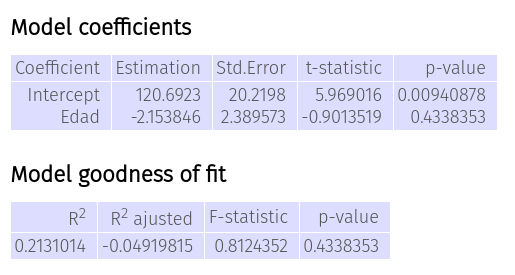 Model coefficients
Coefficient Estimation Std.Error t-statistic p-value
Intercept 120.6923 20.2198 5.969016 0.00940878
Edad -2.153846 2.389573 -0.9013519 0.4338353
Model goodness of fit
R² R² ajusted F-statistic p-value
0.2131014 -0.04919815 0.8124352 0.4338353